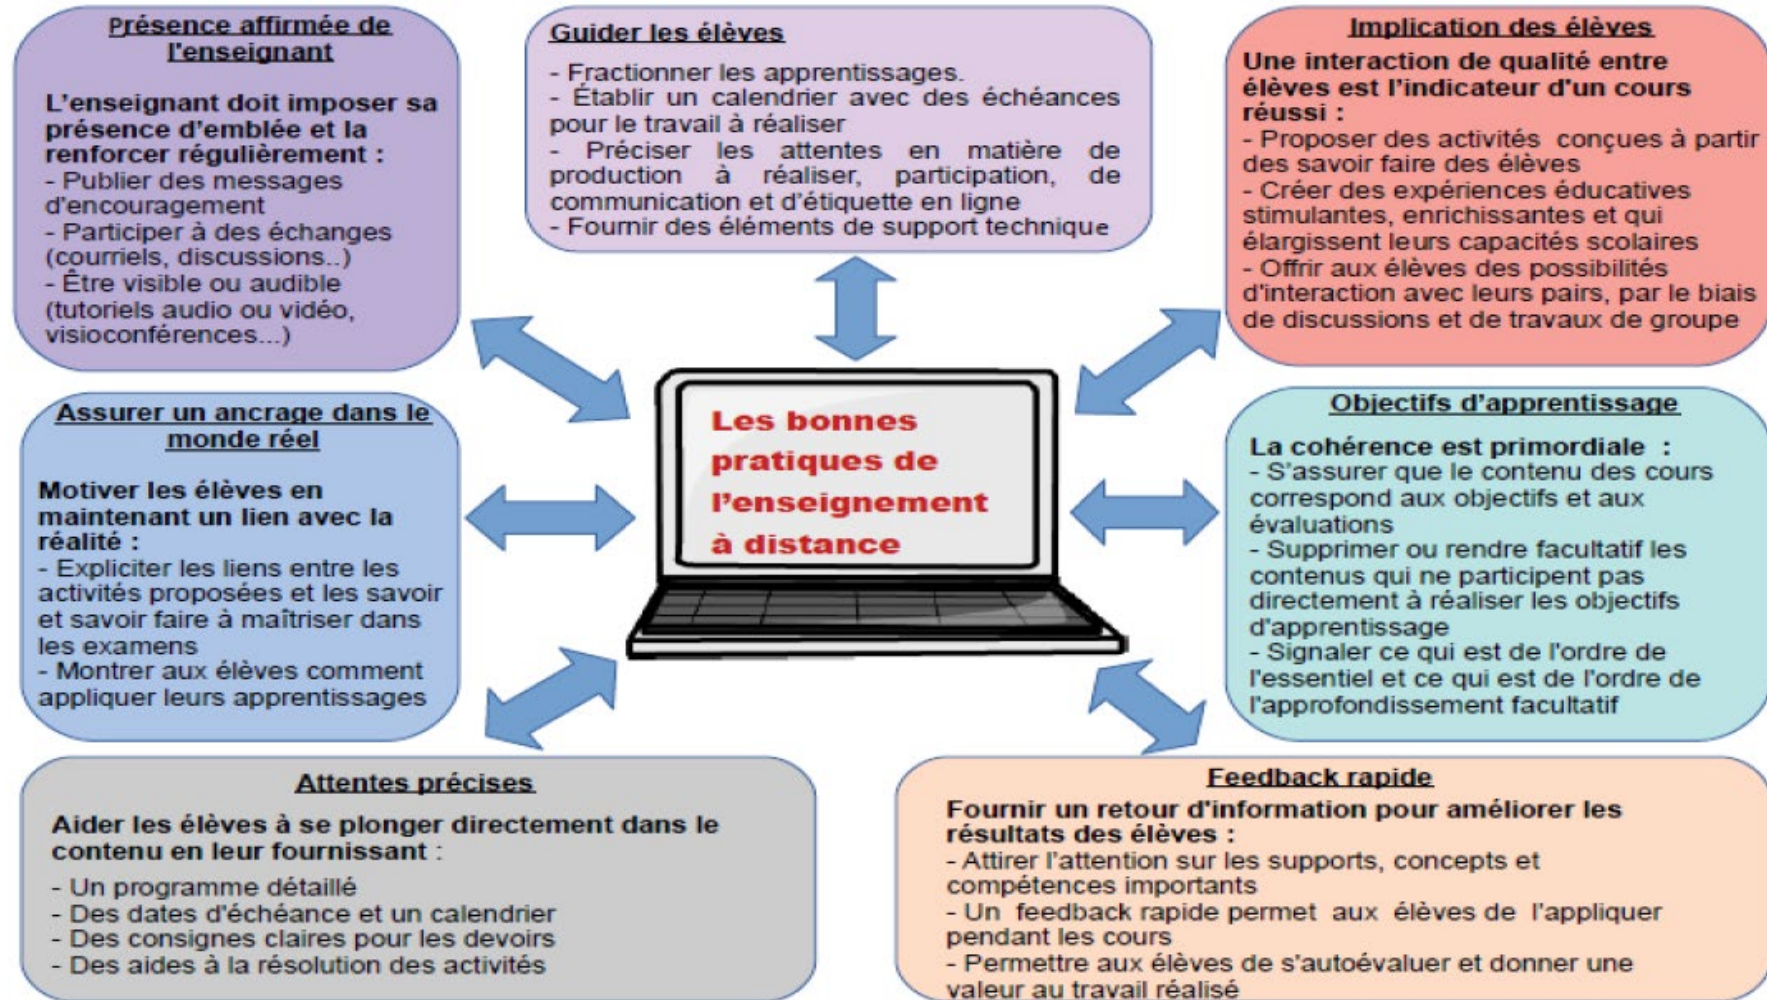 Présence affirmée de
l'enseignant
L'enseignant doit imposer sa
présence d'emblée et la
renforcer régulièrement :
- Publier des messages
d'encouragement
- Participer à des échanges
(courriels, discussions..)
- Être visible ou audible
(tutoriels audio ou vidéo,
visioconférences...)
Guider les élèves
- Fractionner les apprentissages.
- Établir un calendrier avec des échéances
pour le travail à réaliser
- Préciser les attentes en matière de
production à réaliser, participation, de
communication et d'étiquette en ligne
- Fournir des éléments de support technique
Implication des élèves
Une interaction de qualité entre
élèves est l'indicateur d'un cours
réussi :
- Proposer des activités conçues à partir
des savoir faire des élèves
- Créer des expériences éducatives
stimulantes, enrichissantes et qui
élargissent leurs capacités scolaires
- Offrir aux élèves des possibilités
d'interaction avec leurs pairs, par le biais
de discussions et de travaux de groupe
Assurer un ancrage dans le
monde réel
Motiver les élèves en
maintenant un lien avec la
réalité :
- Expliciter les liens entre les
activités proposées et les savoir
et savoir faire à maîtriser dans
les examens
- Montrer aux élèves comment
appliquer leurs apprentissages
Les bonnes
pratiques de
l'enseignement
à distance
Objectifs d'apprentissage
La cohérence est primordiale :
- S'assurer que le contenu des cours
correspond aux objectifs et aux
évaluations
- Supprimer ou rendre facultatif les
contenus qui ne participent pas
directement à réaliser les objectifs
d'apprentissage
- Signaler ce qui est de l'ordre de
l'essentiel et ce qui est de l'ordre de
l'approfondissement facultatif
Attentes précises
Aider les élèves à se plonger directement dans le
contenu en leur fournissant :
- Un programme détaillé
- Des dates d'échéance et un calendrier
- Des consignes claires pour les devoirs
- Des aides à la résolution des activités
Feedback rapide
Fournir un retour d'information pour améliorer les
résultats des élèves :
- Attirer l'attention sur les supports, concepts et
compétences importants
- Un feedback rapide permet aux élèves de l'appliquer
pendant les cours
- Permettre aux élèves de s'autoévaluer et donner une
valeur au travail réalisé